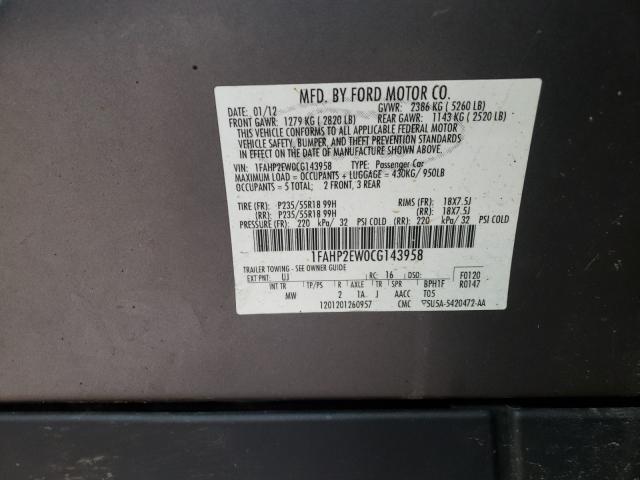 MFD. BY FORD MOTOR CO.
DATE: 01/12 GVWR: 2386 KG ( 5260 LB)
FRONT GAWR: 1279 KG ( 2820 LB) REAR GAWR: 1143 KG ( 2520 LB)
THIS VEHICLE CONFORMS TO ALL APPLICABLE FEDERAL MOTOR
VEHICLE SAFETY, BUMPER, AND THEFT PREVENTION STANDARDS
IN EFFECT ON THE DATE OF MANUFACTURE SHOWN ABOVE.
VIN: 1FAHP2EW0CG143958 TYPE: Passenger Car
MAXIMUM LOAD = OCCUPANTS + LUGGAGE = 430KG/ 950LB
OCCUPANTS = 5 TOTAL; 2 FRONT, 3 REAR
TIRE (FR): P235/55R18 99H RIMS (FR): 18X7.5J
(RR): P235/55R18 99H (RR): 18X7.5J
PRESSURE (FR): 220 kPa/ 32 PSI COLD (RR): 220 kPa/ 32 PSI COLD
1FAHP2EW0CG143958
TRAILER TOWING - SEE OWNER GUIDE
EXT PNT: UJ RC: 16 DSO: F0120
INT TR TP/PS R AXLE TR SPR BPH1F R0147
MW 2 1A J AACC T05
1201201260957 CMC 5U5A-5420472-AA